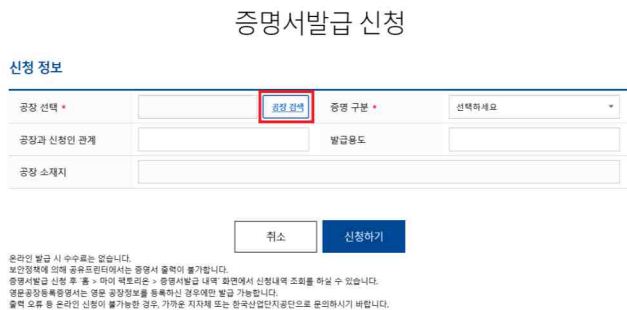 증명서발급 신청
신청 정보
공장 선택 * 공장 검색 증명 구분 * 선택하세요
공장과 신청인 관계 발급용도
공장 소재지
취소 신청하기
온라인 발급 시 수수료는 없습니다.
보안정책에 의해 공유프린터에서는 증명서 출력이 불가합니다.
증명서발급 신청 후 '홈 > 마이 팩토리온 > 증명서발급 내역' 화면에서 신청내역 조회를 하실 수 있습니다.
영문공장등록증명서는 영문 공장정보를 등록하신 경우에만 발급 가능합니다.
출력 오류 등 온라인 신청이 불가능한 경우, 가까운 지자체 또는 한국산업단지공단으로 문의하시기 바랍니다.